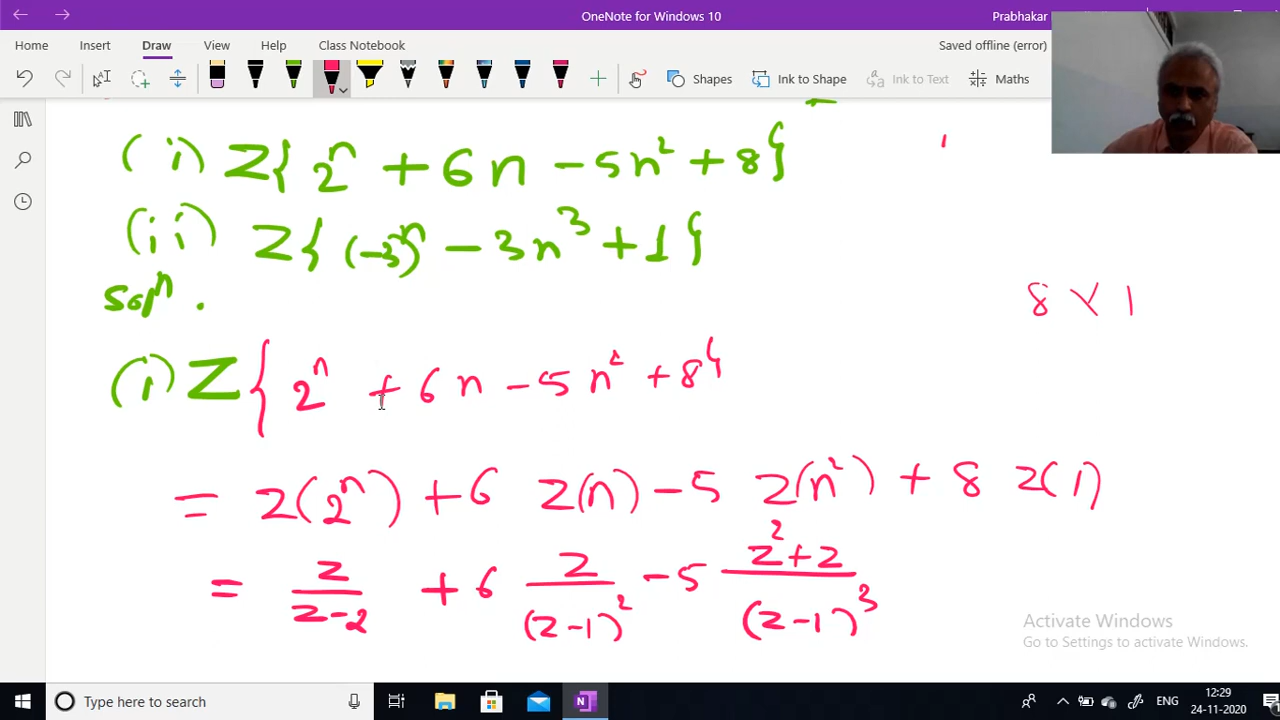 OneNote for Windows 10
Prabhakar
Home Insert Draw View Help Class Notebook
Saved offline (error)
Shapes Ink to Shape Ink to Text Maths
(i) Z{2ⁿ + 6n - 5n² + 8}
(ii) Z{(-3)ⁿ - 3n³ + 1}
Solⁿ.
8 × 1
(i) Z{2ⁿ + 6n - 5n² + 8}
= Z(2ⁿ) + 6 Z(n) - 5 Z(n²) + 8 Z(1)
= z/(z-2) + 6 z/(z-1)² - 5 (z²+z)/(z-1)³
Activate Windows
Go to Settings to activate Windows.
Type here to search
ENG
12:29
24-11-2020